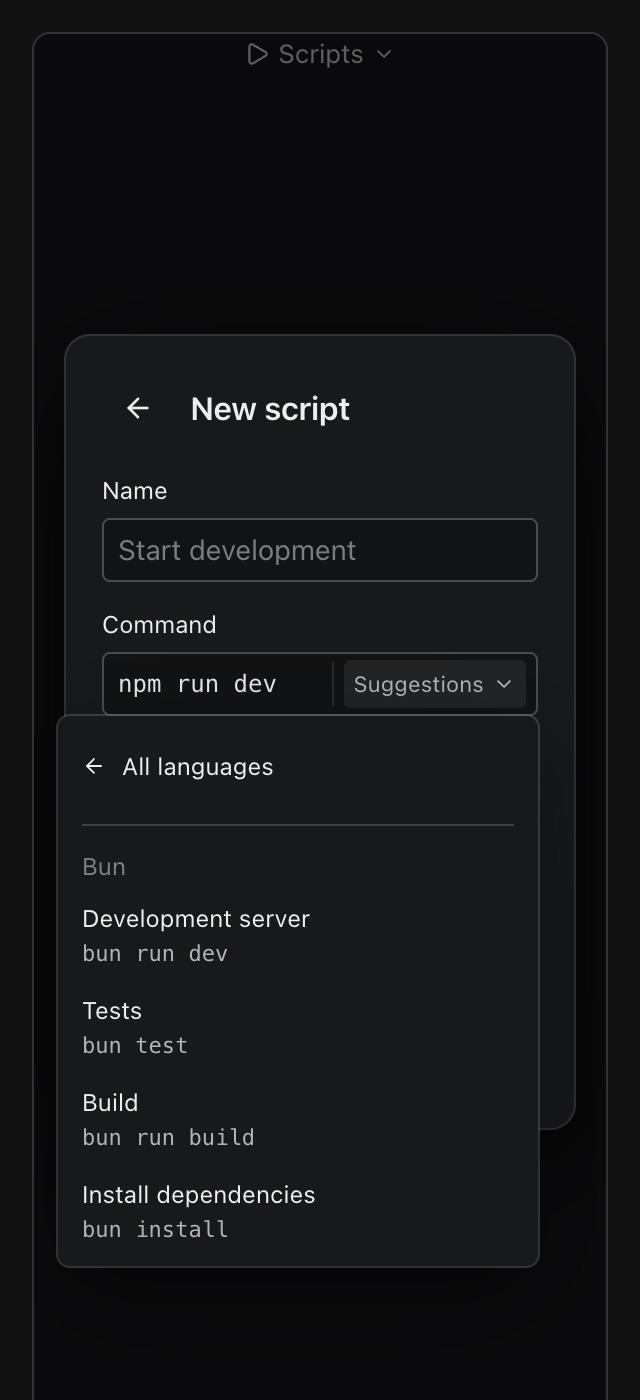 Scripts
New script
Name
Start development
Command
npm run dev
Suggestions
All languages
Bun
Development server
bun run dev
Tests
bun test
Build
bun run build
Install dependencies
bun install